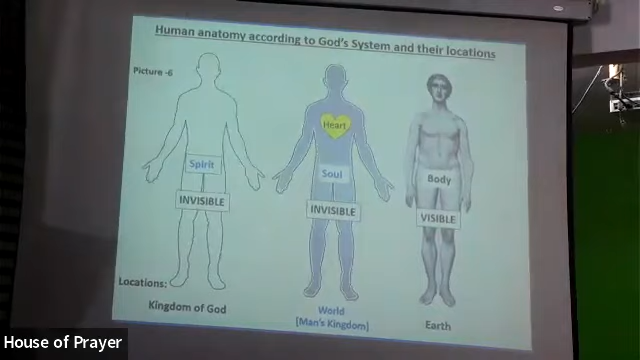 Human anatomy according to God's System and their locations
Picture -6
Heart
Spirit
Soul
Body
INVISIBLE
INVISIBLE
VISIBLE
Locations:
Kingdom of God
World
[Man's Kingdom]
Earth
House of Prayer